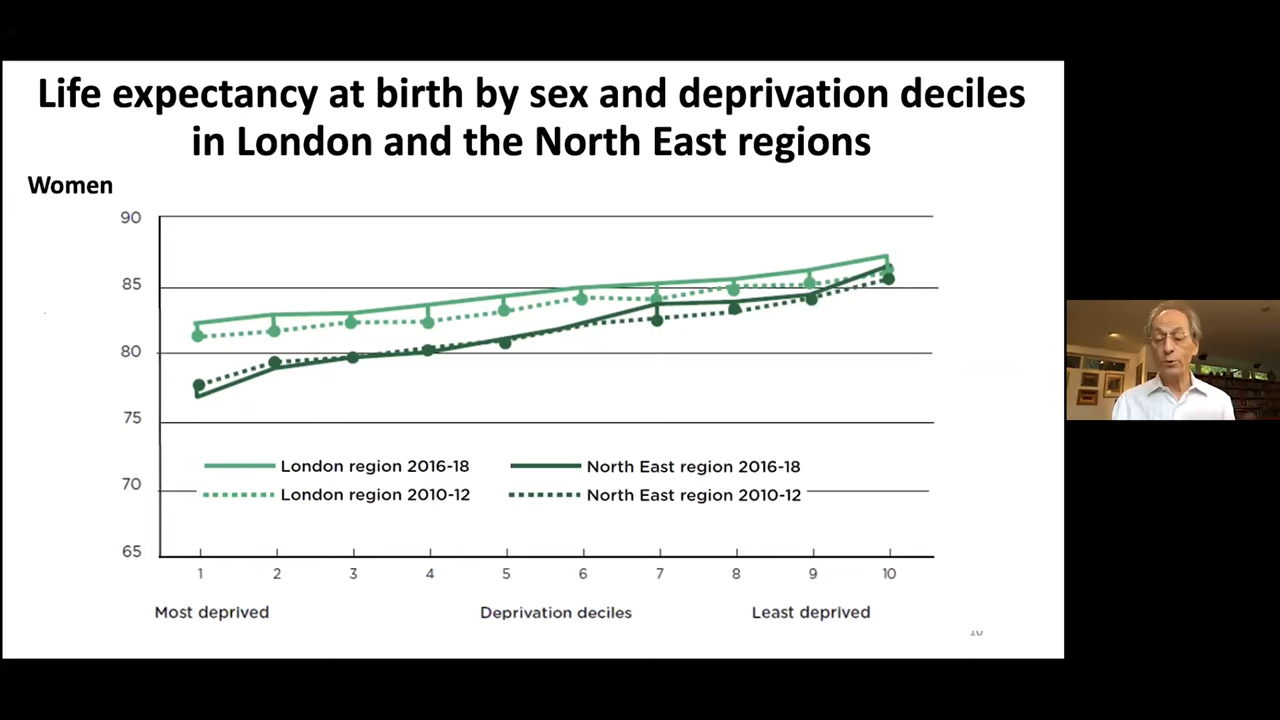 Life expectancy at birth by sex and deprivation deciles
in London and the North East regions
Women
90
85
80
75
70
65
London region 2016-18
North East region 2016-18
London region 2010-12
North East region 2010-12
1 2 3 4 5 6 7 8 9 10
Most deprived
Deprivation deciles
Least deprived